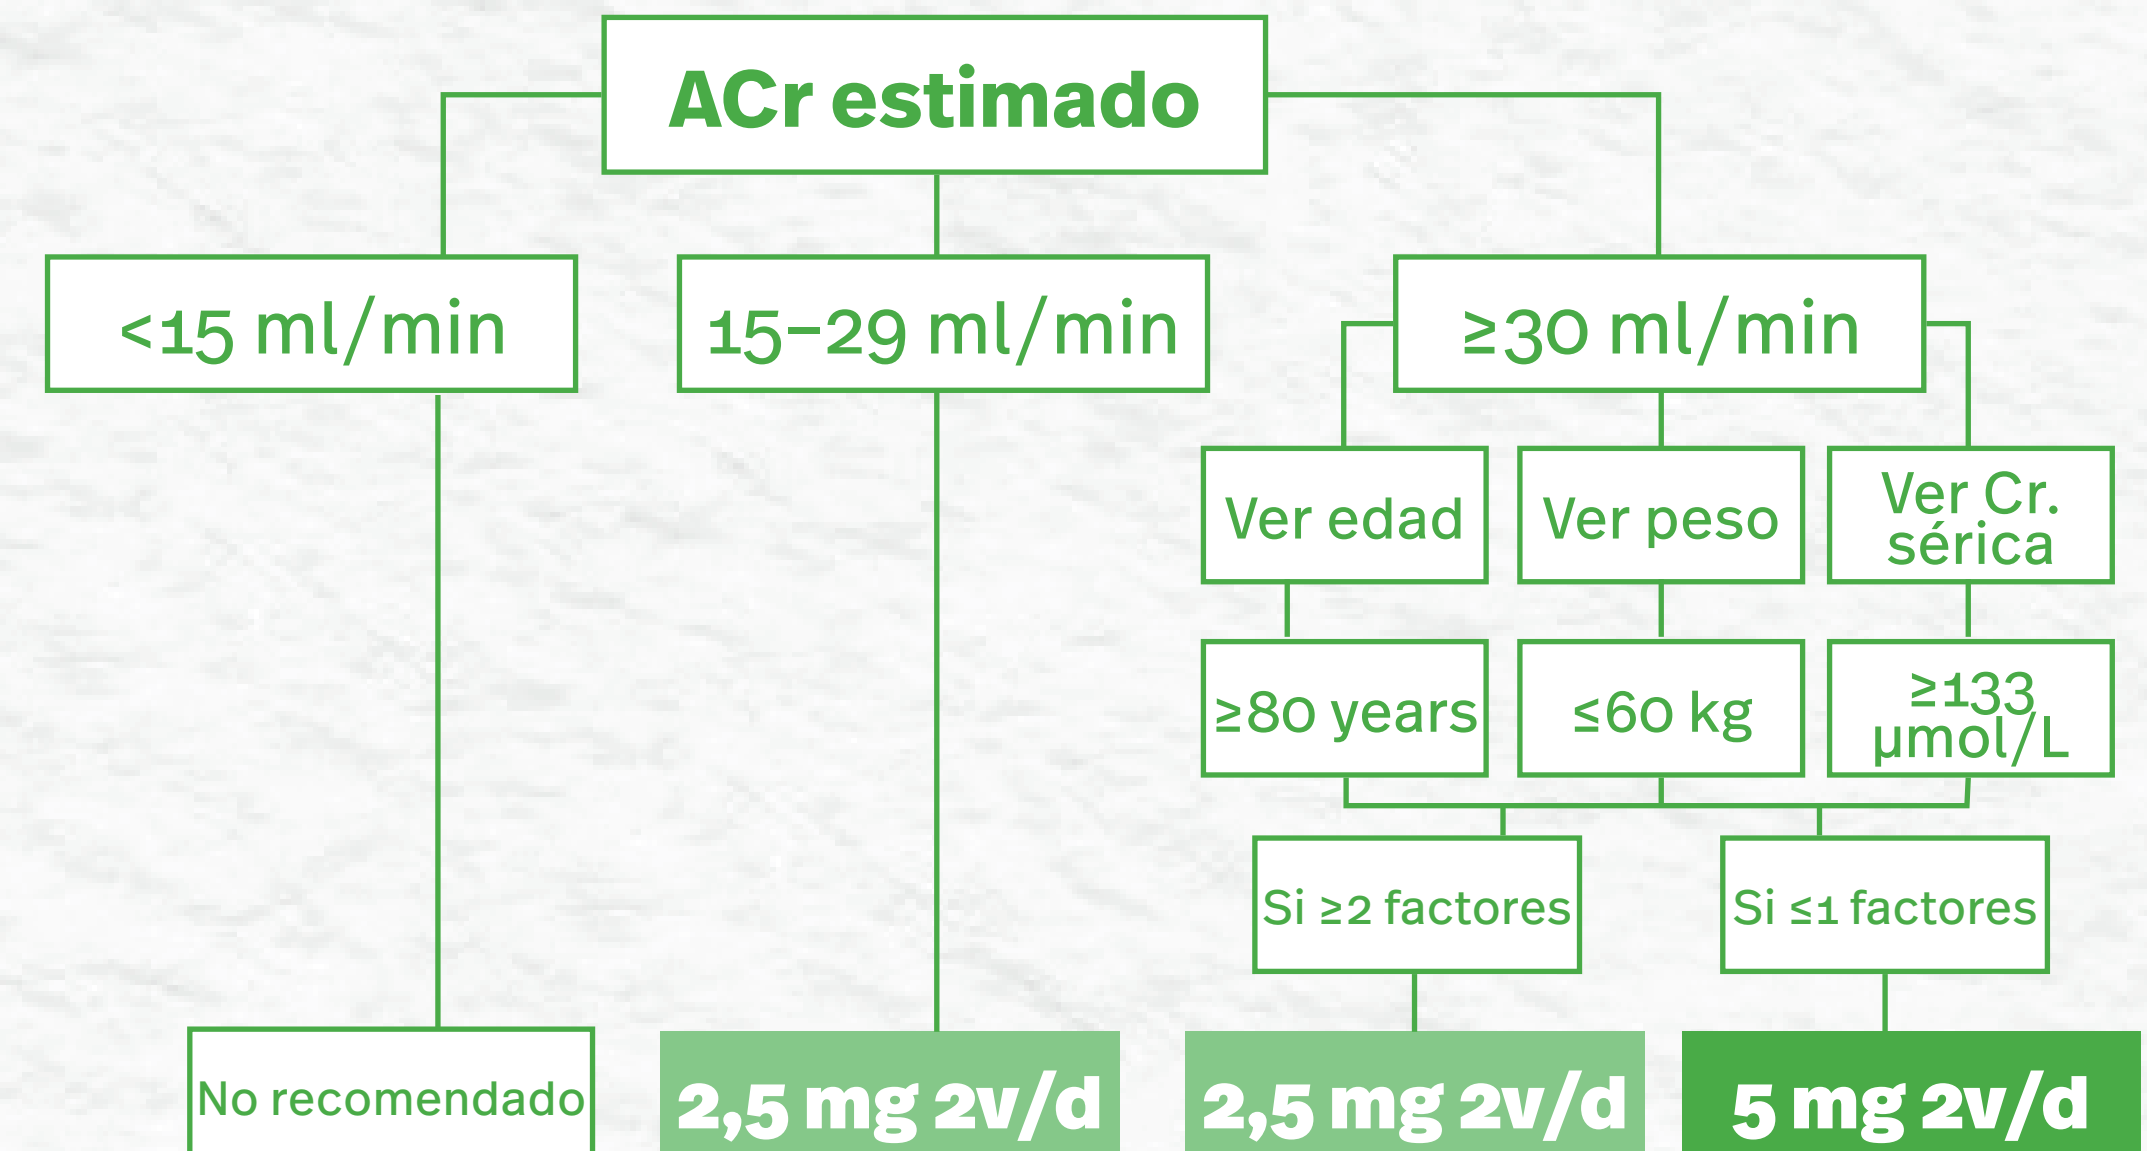 ACr estimado
<15 ml/min
15–29 ml/min
≥30 ml/min
Ver edad
Ver peso
Ver Cr.
sérica
≥80 years
≤60 kg
≥133
µmol/L
Si ≥2 factores
Si ≤1 factores
No recomendado
2,5 mg 2v/d
2,5 mg 2v/d
5 mg 2v/d